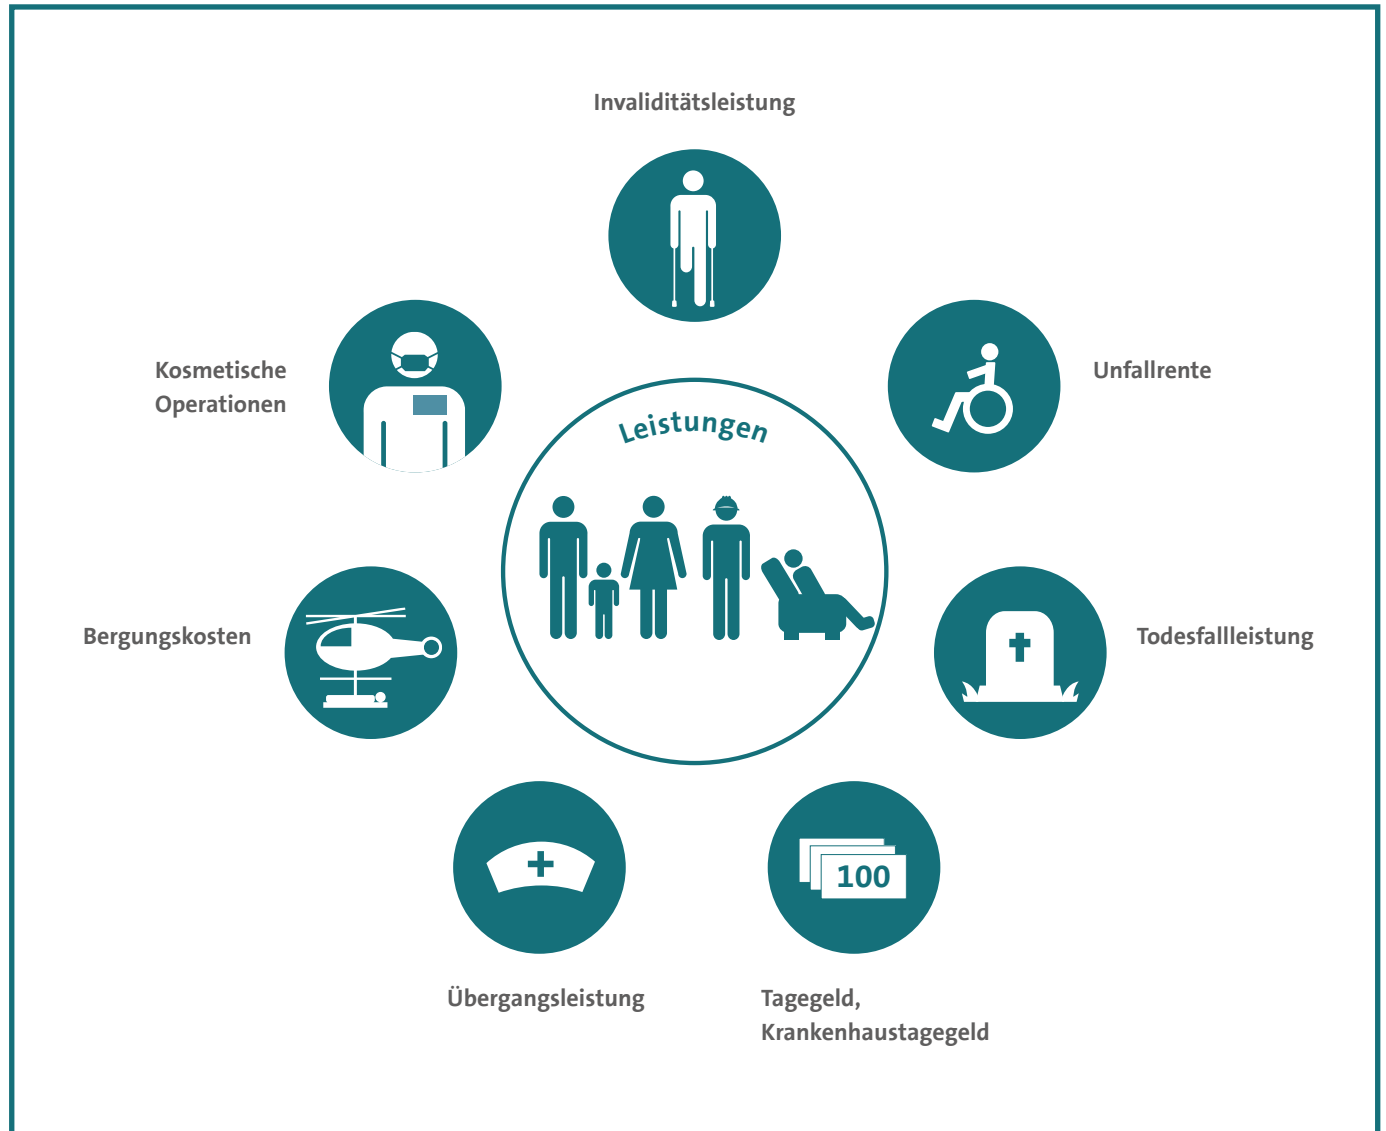 Invaliditätsleistung
Kosmetische
Operationen
Unfallrente
Leistungen
Bergungskosten
Todesfallleistung
100
Übergangsleistung
Tagegeld,
Krankenhaustagegeld